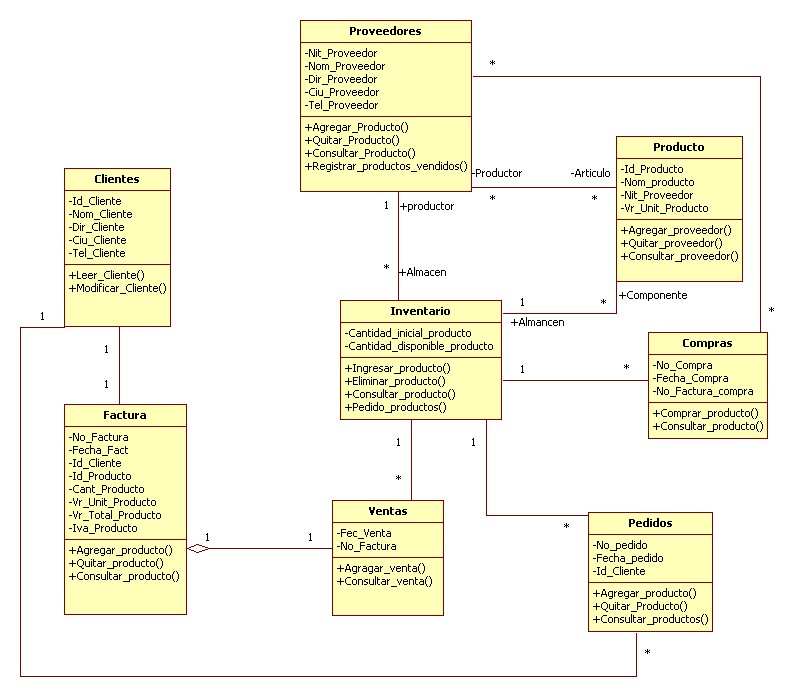 Proveedores
-Nit_Proveedor
-Nom_Proveedor
-Dir_Proveedor
-Ciu_Proveedor
-Tel_Proveedor
+Agregar_Producto()
+Quitar_Producto()
+Consultar_Producto()
+Registrar_productos_vendidos()
*
-Productor
-Articulo
*
*
Producto
-Id_Producto
-Nom_producto
-Nit_Proveedor
-Vr_Unit_Producto
+Agregar_proveedor()
+Quitar_proveedor()
+Consultar_proveedor()
Clientes
-Id_Cliente
-Nom_Cliente
-Dir_Cliente
-Ciu_Cliente
-Tel_Cliente
+Leer_Cliente()
+Modificar_Cliente()
1
+productor
*
+Almacen
1
*
+Componente
+Almancen
*
1
1
1
Inventario
-Cantidad_inicial_producto
-Cantidad_disponible_producto
+Ingresar_producto()
+Eliminar_producto()
+Consultar_producto()
+Pedido_productos()
1
*
Compras
-No_Compra
-Fecha_Compra
-No_Factura_compra
+Comprar_producto()
+Consultar_producto()
Factura
-No_Factura
-Fecha_Fact
-Id_Cliente
-Id_Producto
-Cant_Producto
-Vr_Unit_Producto
-Vr_Total_Producto
-Iva_Producto
+Agregar_producto()
+Quitar_producto()
+Consultar_producto()
1
*
1
*
1
1
Ventas
-Fec_Venta
-No_Factura
+Agragar_venta()
+Consultar_venta()
Pedidos
-No_pedido
-Fecha_pedido
-Id_Cliente
+Agregar_producto()
+Quitar_Producto()
+Consultar_productos()
*